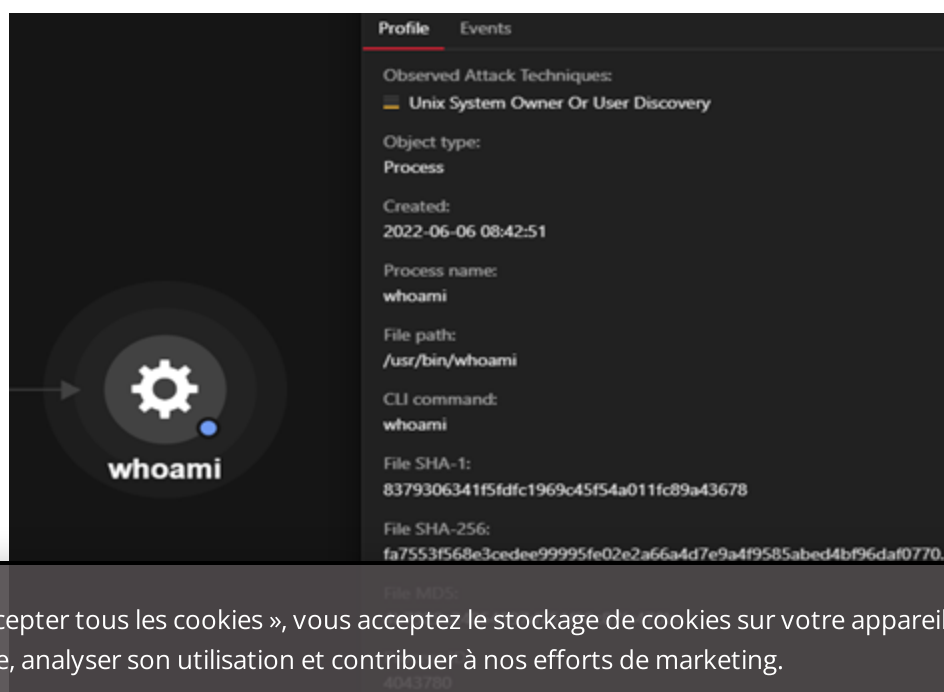 Profile Events
Observed Attack Techniques:
Unix System Owner Or User Discovery
Object type:
Process
Created:
2022-06-06 08:42:51
Process name:
whoami
File path:
/usr/bin/whoami
CLI command:
whoami
File SHA-1:
8379306341f5fdfc1969c45f54a011fc89a43678
File SHA-256:
fa7553f568e3cedee99995fe02e2a66a4d7e9a4f9585abed4bf96daf0770.
whoami
File MD5:
cepter tous les cookies », vous acceptez le stockage de cookies sur votre appareil
e, analyser son utilisation et contribuer à nos efforts de marketing.
4043780